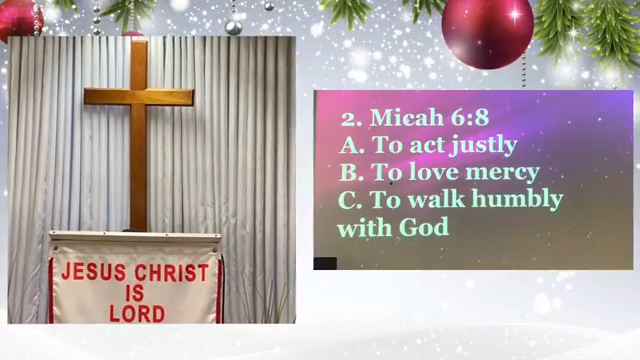 JESUS CHRIST
IS
LORD
2. Micah 6:8
A. To act justly
B. To love mercy
C. To walk humbly
with God